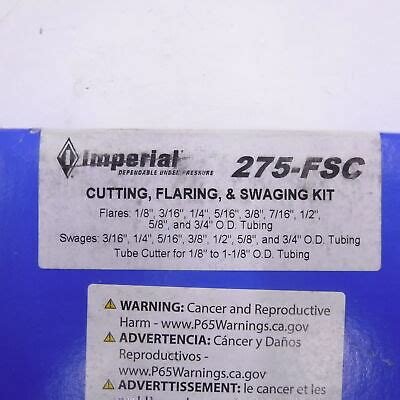 Imperial 275-FSC
DEPENDABLE UNDER PRESSURE
CUTTING, FLARING, & SWAGING KIT
Flares: 1/8", 3/16", 1/4", 5/16", 3/8", 7/16", 1/2",
5/8", and 3/4" O.D. Tubing
Swages: 3/16", 1/4", 5/16", 3/8". 1/2", 5/8", and 3/4" O.D. Tubing
Tube Cutter for 1/8" to 1-1/8" O.D. Tubing
WARNING: Cancer and Reproductive
Harm - www.P65Warnings.ca.gov
ADVERTENCIA: Cáncer y Daños
Reproductivos -
www.P65Warnings.ca.gov
ADVERTTISSEMENT: le cancer et les